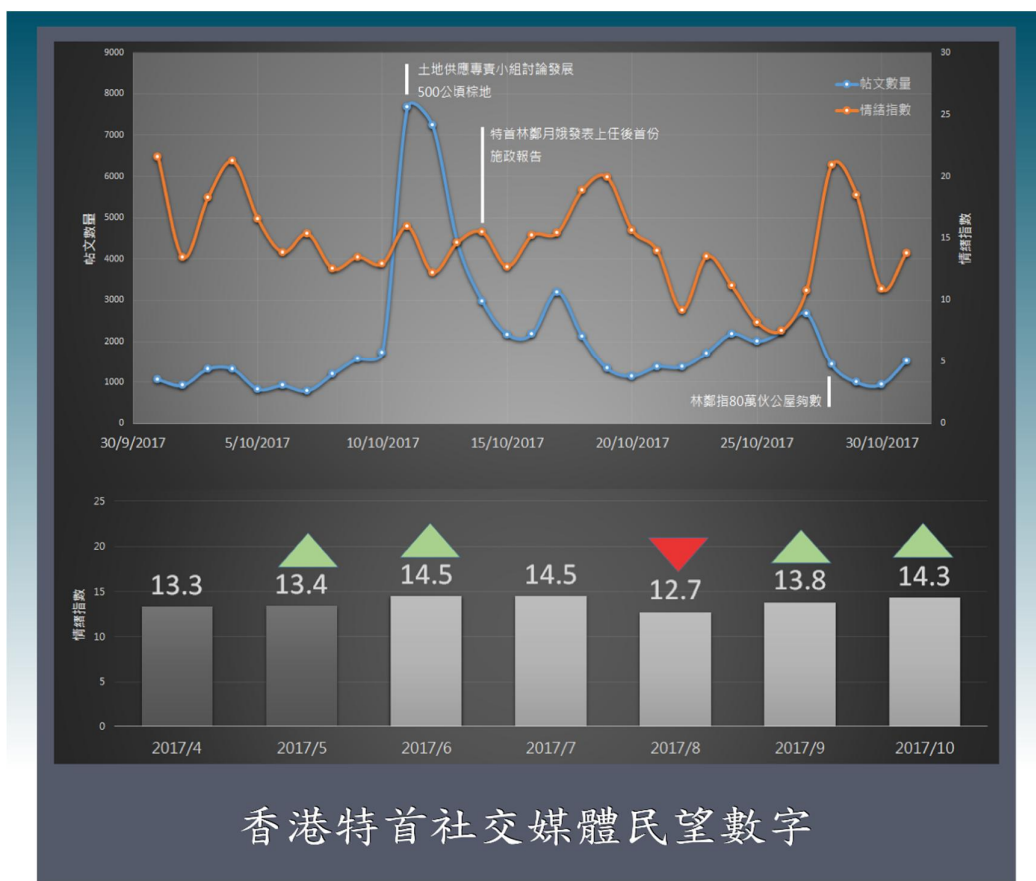 9000
8000
7000
6000
5000
4000
3000
2000
1000
0
帖文數量
土地供應專責小組討論發展
500公頃棕地
特首林鄭月娥發表上任後首份
施政報告
帖文數量
情緒指數
林鄭指80萬伙公屋夠數
30
25
20
15
10
5
0
情緒指數
30/9/2017 5/10/2017 10/10/2017 15/10/2017 20/10/2017 25/10/2017 30/10/2017
25
20
15
10
5
0
情緒指數
13.3 13.4 14.5 14.5 12.7 13.8 14.3
2017/4 2017/5 2017/6 2017/7 2017/8 2017/9 2017/10
香港特首社交媒體民望數字